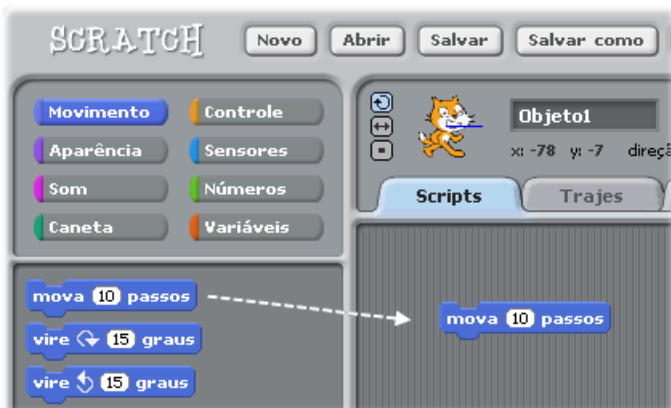 SCRATCH Novo Abrir Salvar Salvar como
Movimento Controle
Aparência Sensores
Som Números
Caneta Variáveis
Objeto1
x: -78 y: -7 direçã
Scripts Trajes
mova 10 passos
vire 15 graus
vire 15 graus
mova 10 passos